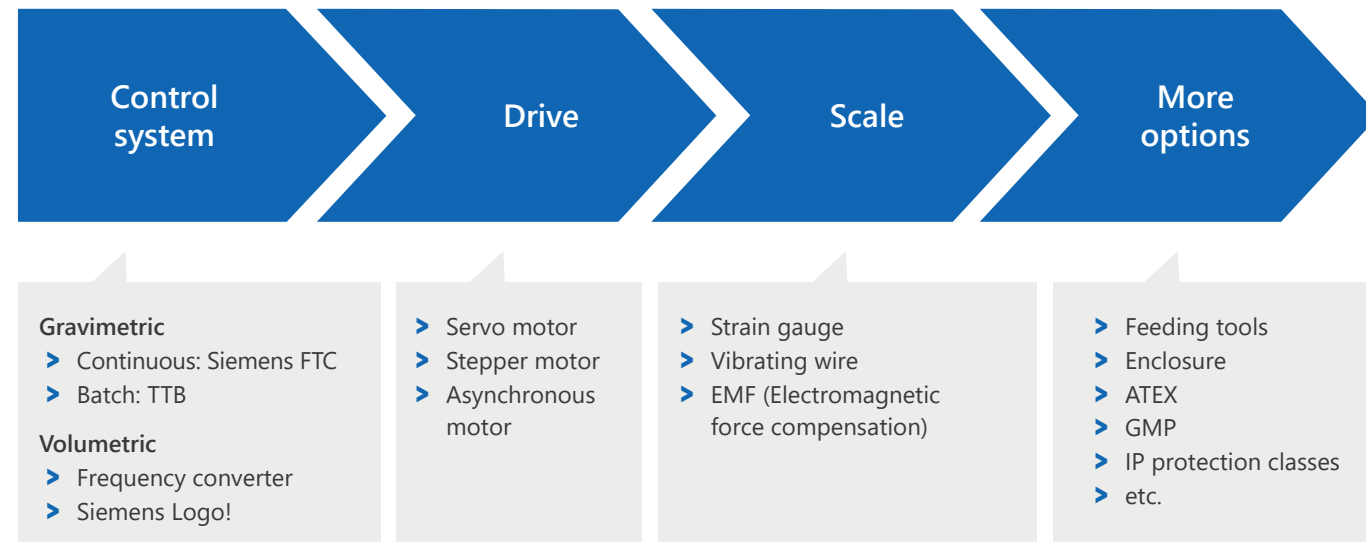 Control
system
Drive
Scale
More
options
Gravimetric
> Continuous: Siemens FTC
> Batch: TTB
Volumetric
> Frequency converter
> Siemens Logo!
> Servo motor
> Stepper motor
> Asynchronous
motor
> Strain gauge
> Vibrating wire
> EMF (Electromagnetic
force compensation)
> Feeding tools
> Enclosure
> ATEX
> GMP
> IP protection classes
> etc.